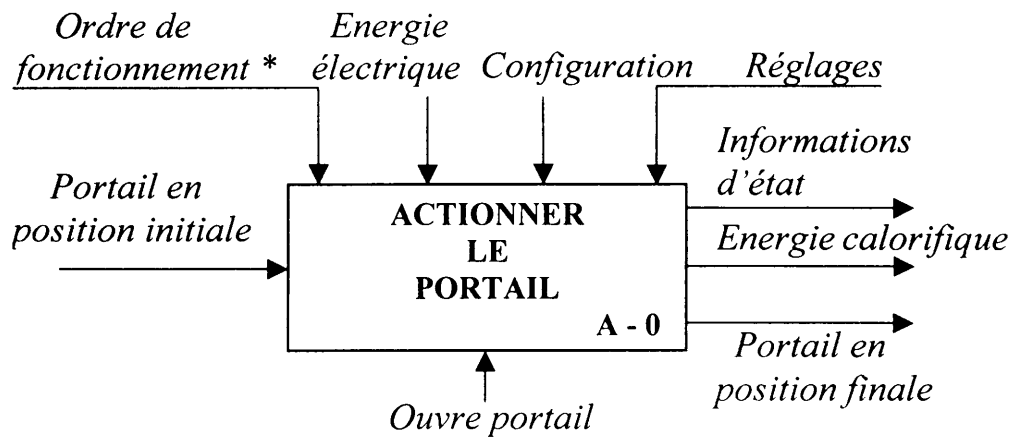 Ordre de
fonctionnement *
Energie
électrique
Configuration
Réglages
Informations
d'état
Portail en
position initiale
ACTIONNER
LE
PORTAIL
A - 0
Energie calorifique
Portail en
position finale
Ouvre portail